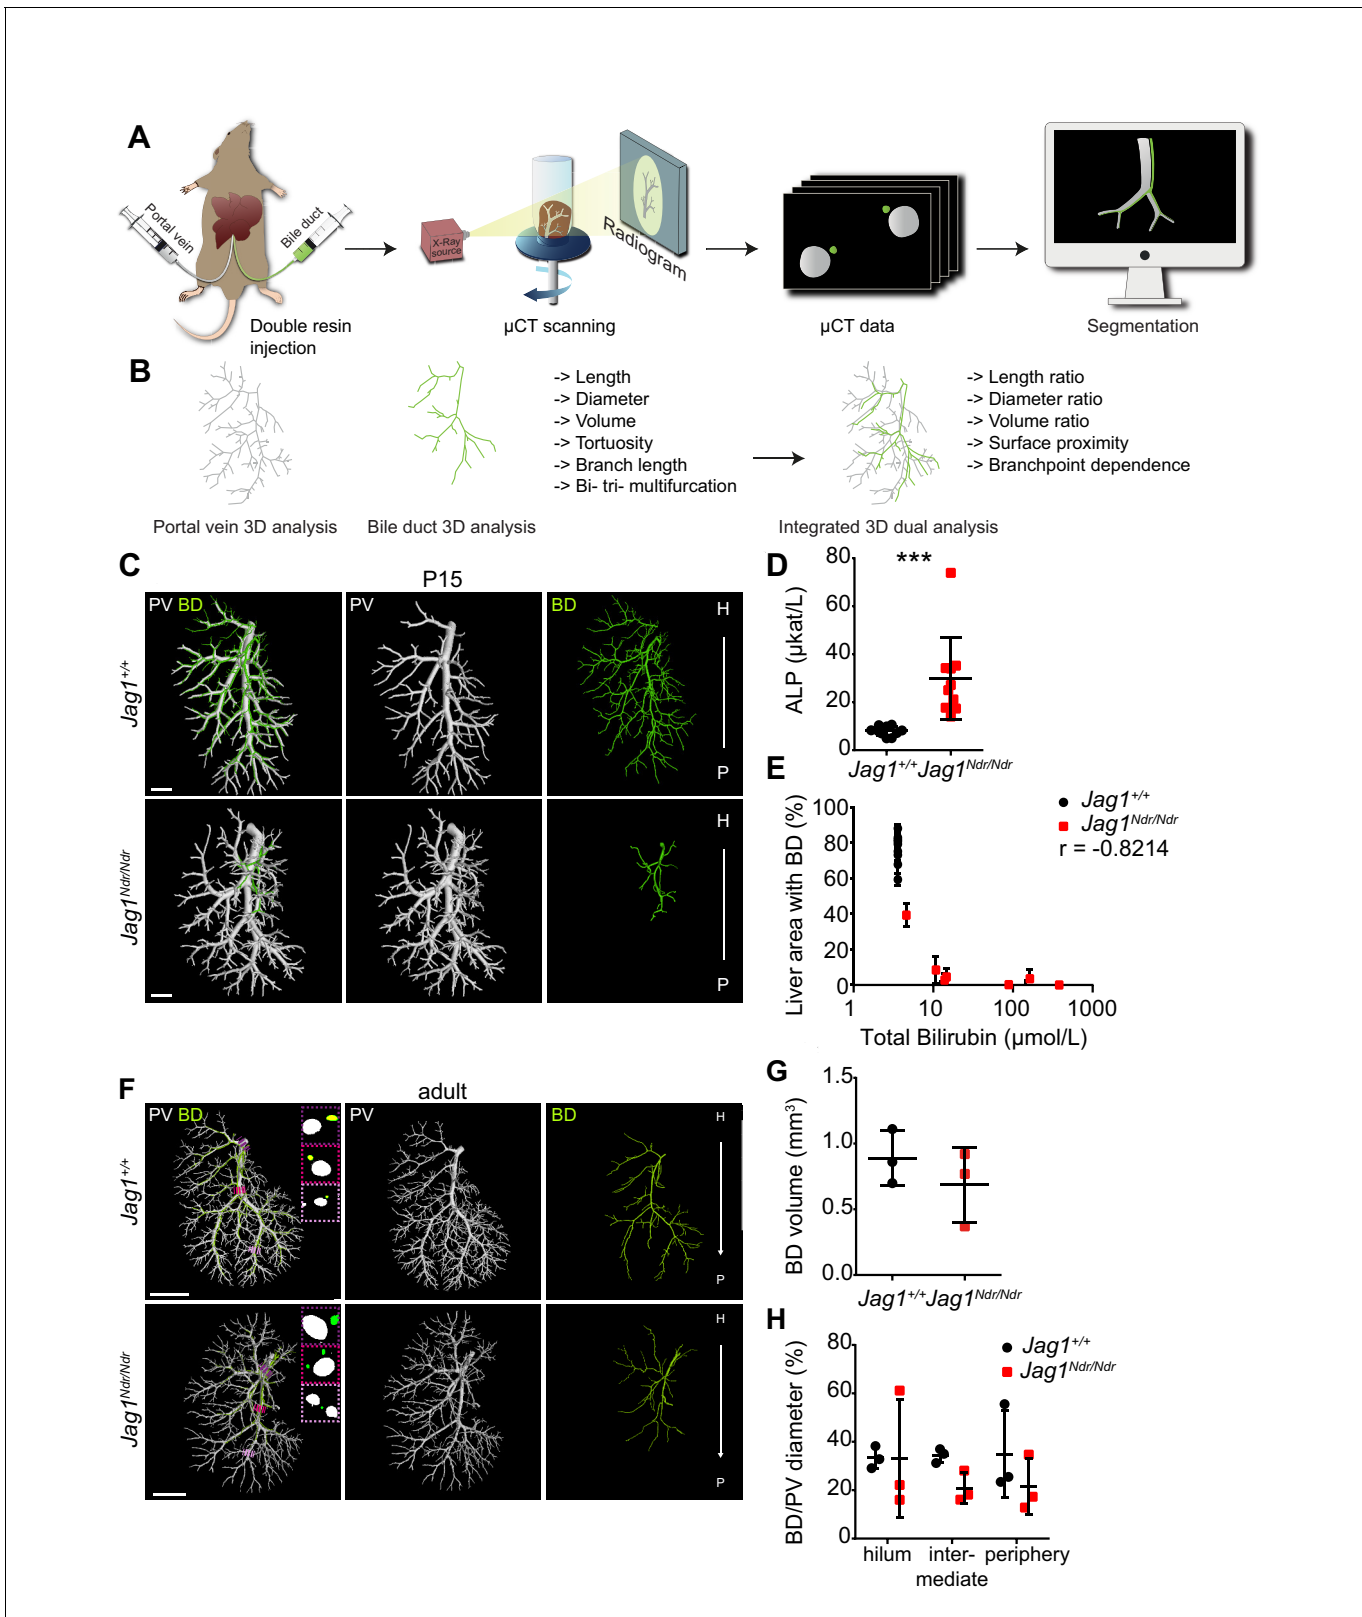 A
Portal vein
Bile duct
X-Ray
source
Radiogram
Double resin
injection
µCT scanning
µCT data
Segmentation
B
-> Length
-> Diameter
-> Volume
-> Tortuosity
-> Branch length
-> Bi- tri- multifurcation
-> Length ratio
-> Diameter ratio
-> Volume ratio
-> Surface proximity
-> Branchpoint dependence
Portal vein 3D analysis
Bile duct 3D analysis
Integrated 3D dual analysis
C
P15
PV BD
PV
BD
H
P
Jag1+/+
H
P
Jag1Ndr/Ndr
D
ALP (µkat/L)
80
60
40
20
0
***
Jag1+/+ Jag1Ndr/Ndr
E
Liver area with BD (%)
100
80
60
40
20
0
1
10
100
1000
Total Bilirubin (µmol/L)
Jag1+/+
Jag1Ndr/Ndr
r = -0.8214
F
adult
PV BD
PV
BD
H
P
Jag1+/+
H
P
Jag1Ndr/Ndr
G
BD volume (mm3)
1.5
1.0
0.5
0.0
Jag1+/+ Jag1Ndr/Ndr
H
BD/PV diameter (%)
80
60
40
20
0
Jag1+/+
Jag1Ndr/Ndr
hilum
inter-
mediate
periphery